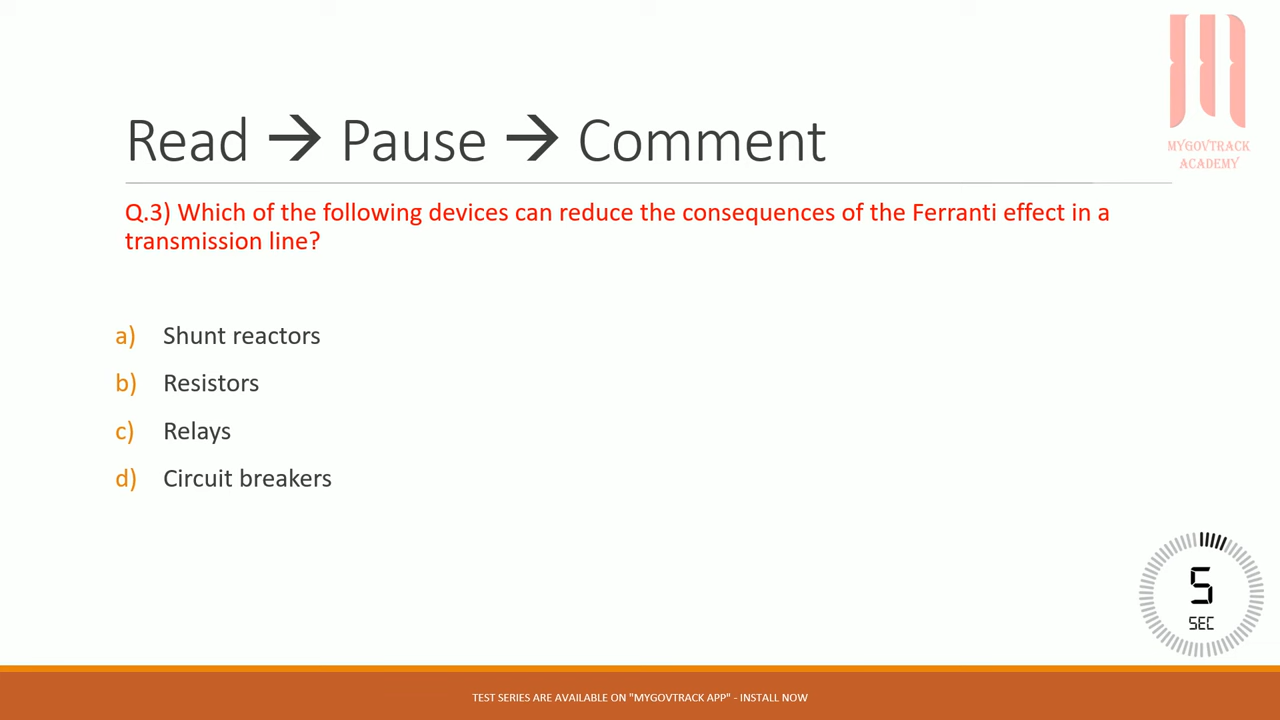 MYGOVTRACK
ACADEMY
Read → Pause → Comment
Q.3) Which of the following devices can reduce the consequences of the Ferranti effect in a
transmission line?
a) Shunt reactors
b) Resistors
c) Relays
d) Circuit breakers
5
SEC
TEST SERIES ARE AVAILABLE ON "MYGOVTRACK APP" - INSTALL NOW